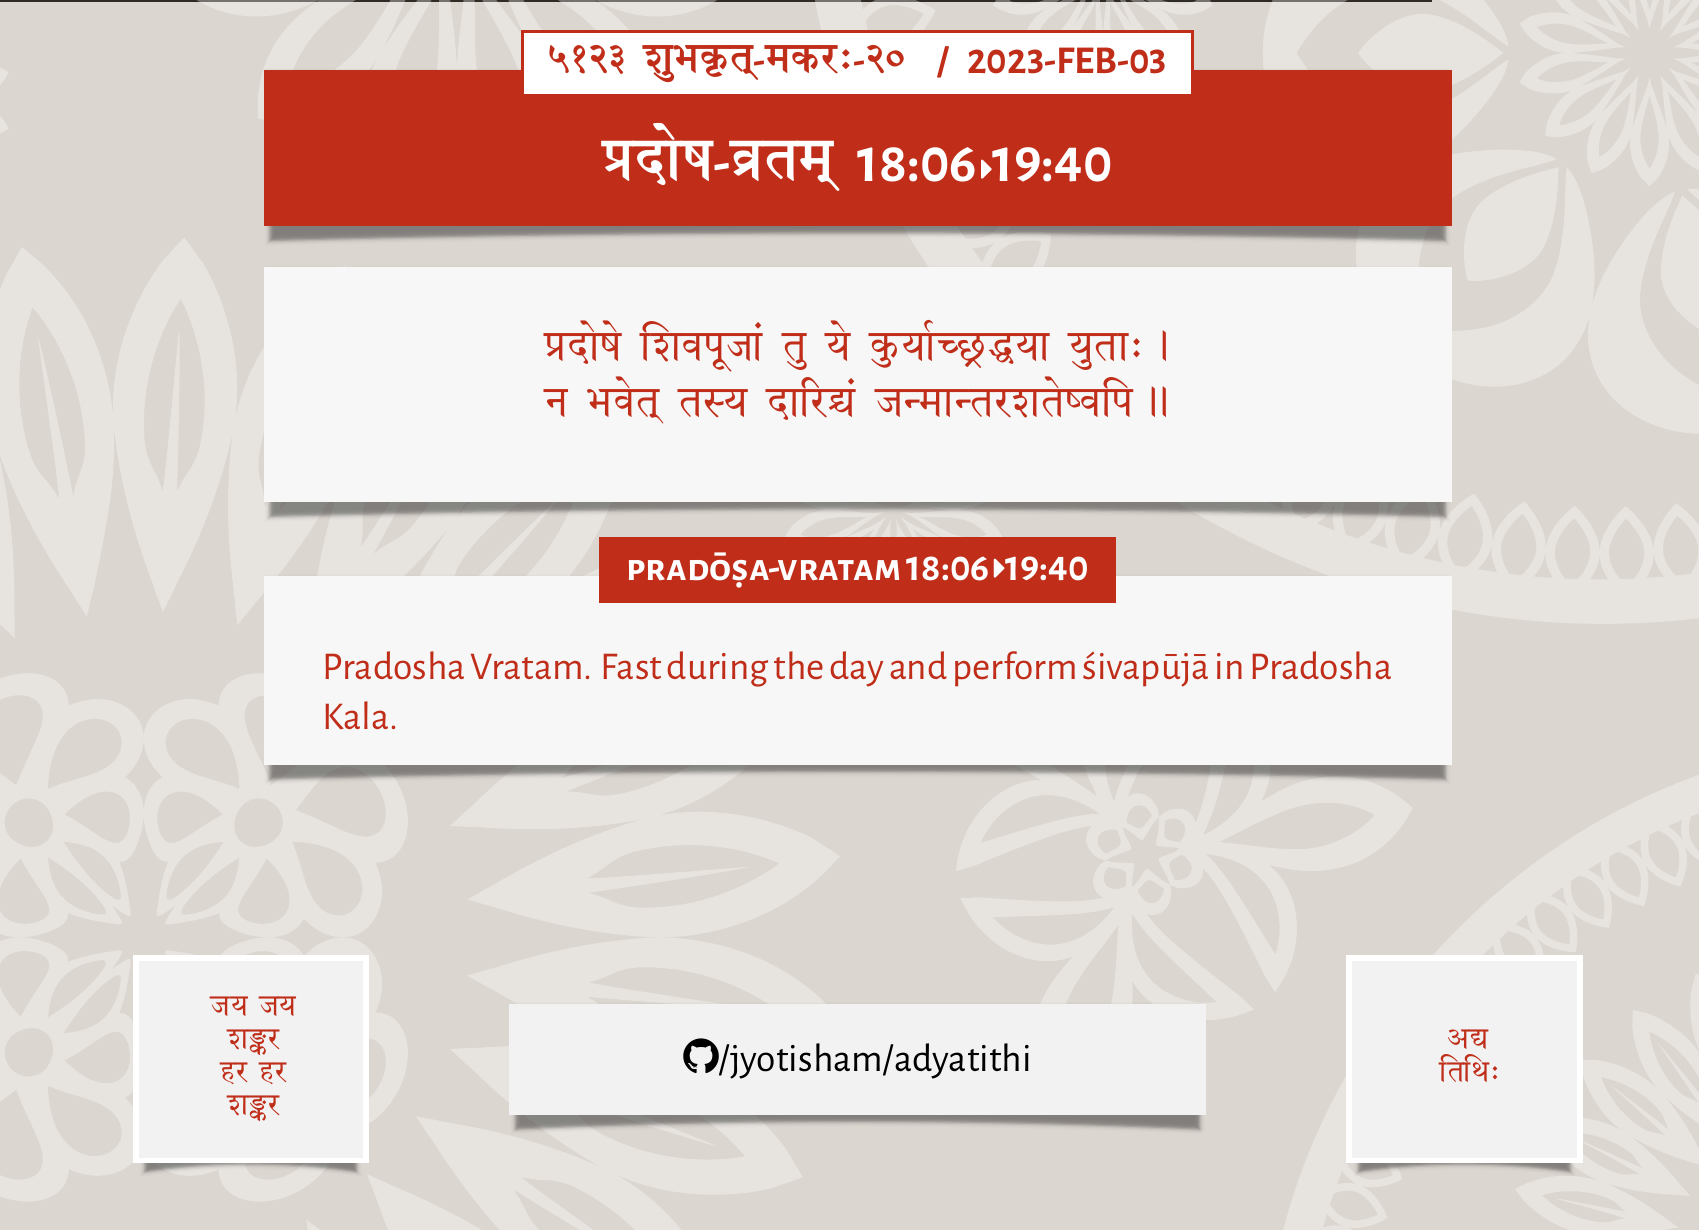 ५१२३ शुभकृत्-मकरः-२० / 2023-FEB-03
प्रदोष-व्रतम् 18:06▸19:40
प्रदोषे शिवपूजां तु ये कुर्याच्छ्रद्धया युताः ।
न भवेत् तस्य दारिद्र्यं जन्मान्तरशतेष्वपि ॥
PRADŌṢA-VRATAM 18:06▸19:40
Pradosha Vratam. Fast during the day and perform śivapūjā in Pradosha
Kala.
जय जय
शङ्कर
हर हर
शङ्कर
/jyotisham/adyatithi
अद्य
तिथिः